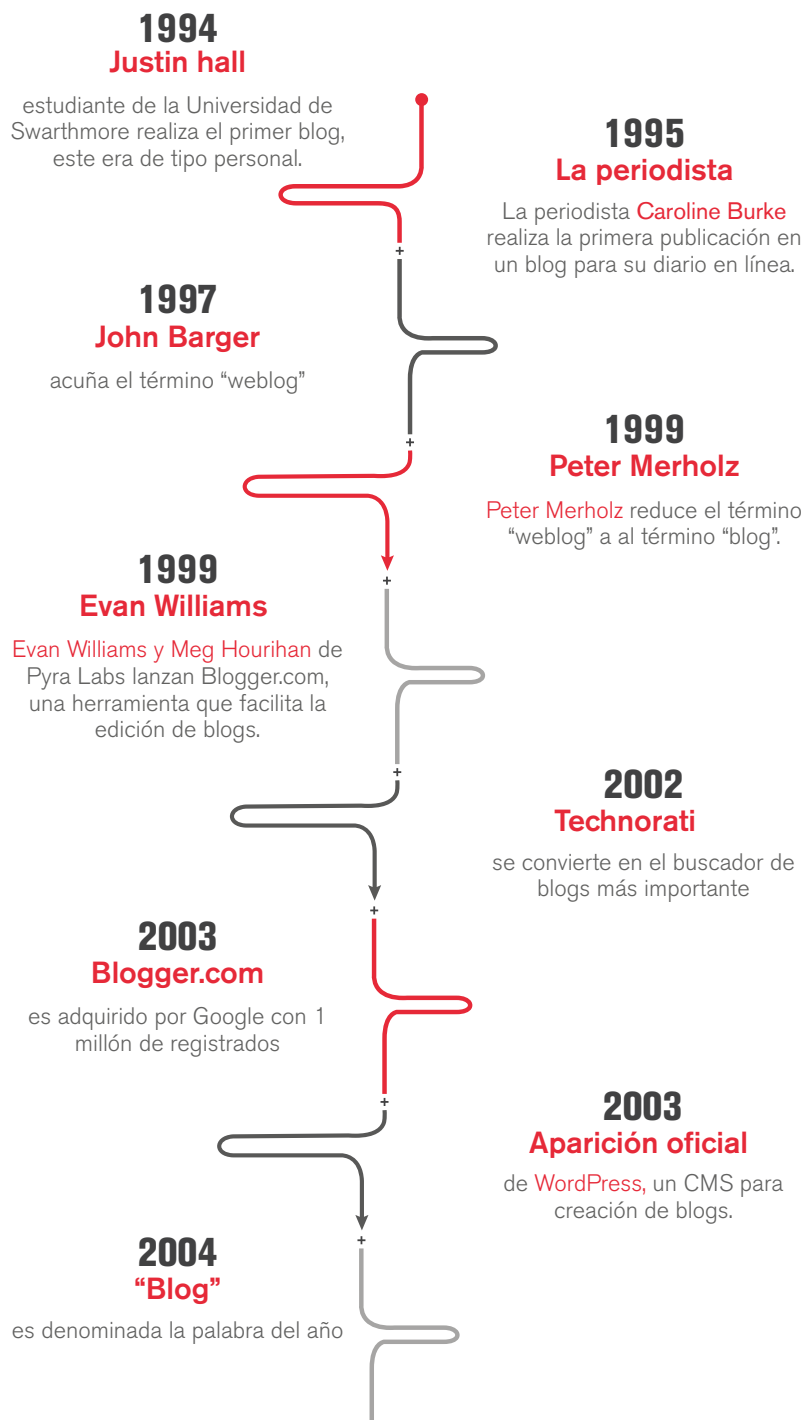 1994
Justin hall
estudiante de la Universidad de
Swarthmore realiza el primer blog,
este era de tipo personal.
1995
La periodista
La periodista Caroline Burke
realiza la primera publicación en
un blog para su diario en línea.
1997
John Barger
acuña el término “weblog”
1999
Peter Merholz
Peter Merholz reduce el término
“weblog” a al término “blog”.
1999
Evan Williams
Evan Williams y Meg Hourihan de
Pyra Labs lanzan Blogger.com,
una herramienta que facilita la
edición de blogs.
2002
Technorati
se convierte en el buscador de
blogs más importante
2003
Blogger.com
es adquirido por Google con 1
millón de registrados
2003
Aparición oficial
de WordPress, un CMS para
creación de blogs.
2004
“Blog”
es denominada la palabra del año